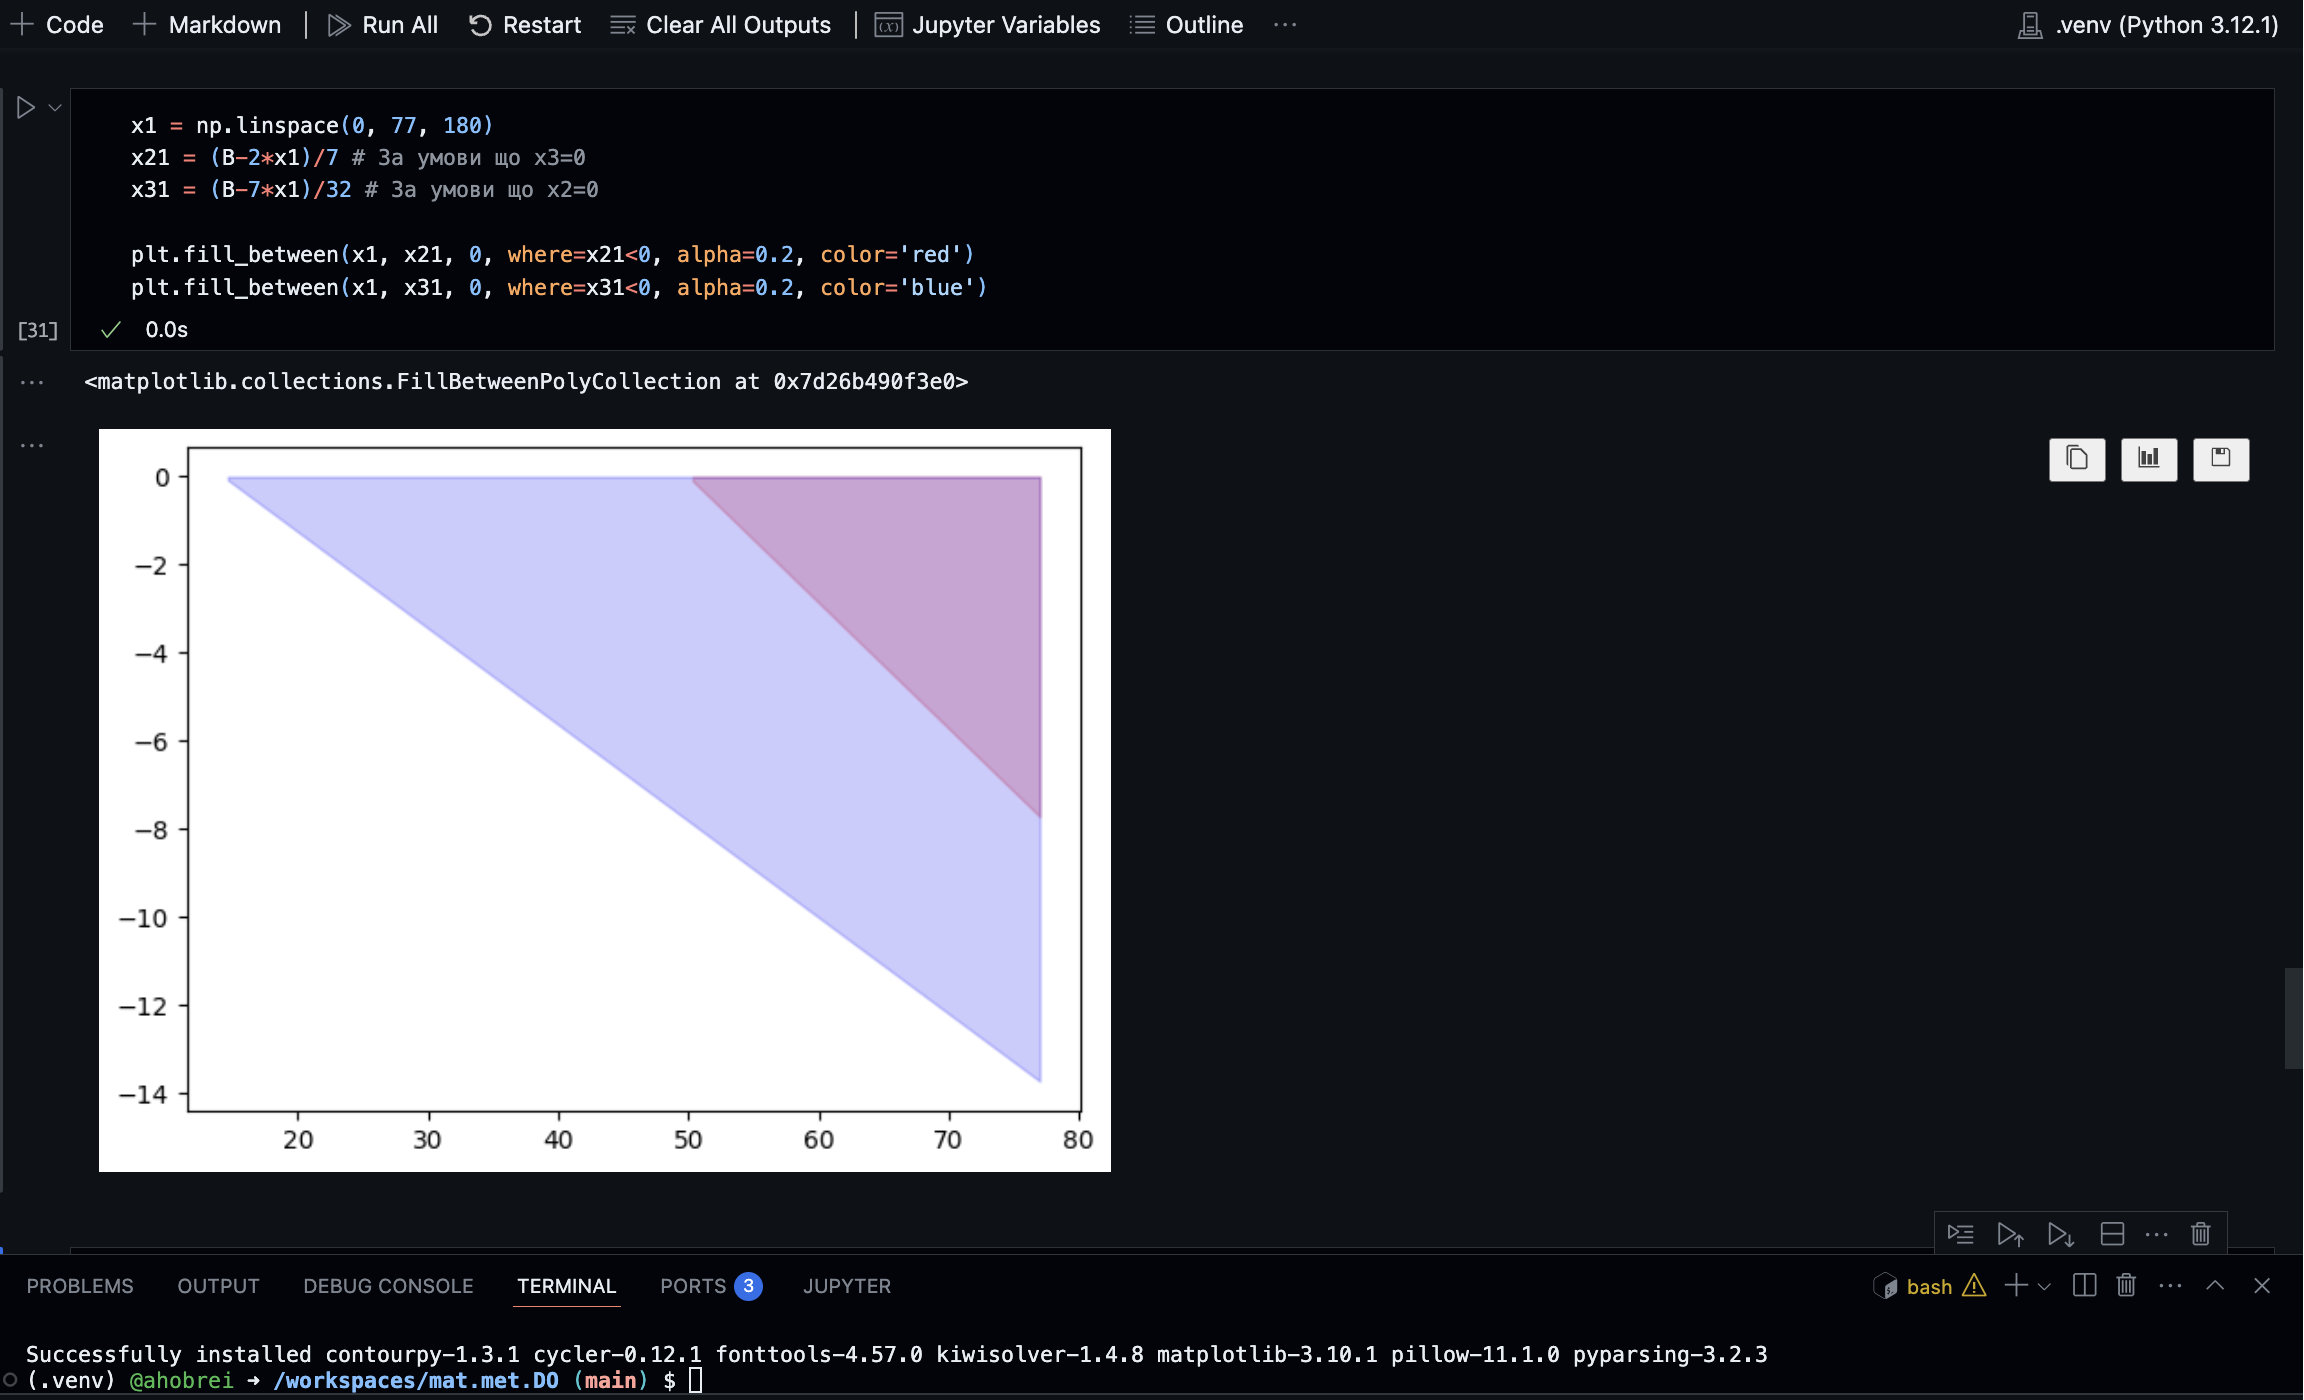 Code Markdown Run All Restart Clear All Outputs Jupyter Variables Outline ... .venv (Python 3.12.1)
x1 = np.linspace(0, 77, 180)
x21 = (B-2*x1)/7 # За умови що x3=0
x31 = (B-7*x1)/32 # За умови що x2=0
plt.fill_between(x1, x21, 0, where=x21<0, alpha=0.2, color='red')
plt.fill_between(x1, x31, 0, where=x31<0, alpha=0.2, color='blue')
[31] 0.0s
<matplotlib.collections.FillBetweenPolyCollection at 0x7d26b490f3e0>
0
−2
−4
−6
−8
−10
−12
−14
20 30 40 50 60 70 80
PROBLEMS OUTPUT DEBUG CONSOLE TERMINAL PORTS 3 JUPYTER bash
Successfully installed contourpy-1.3.1 cycler-0.12.1 fonttools-4.57.0 kiwisolver-1.4.8 matplotlib-3.10.1 pillow-11.1.0 pyparsing-3.2.3
(.venv) @ahobrei → /workspaces/mat.met.DO (main) $